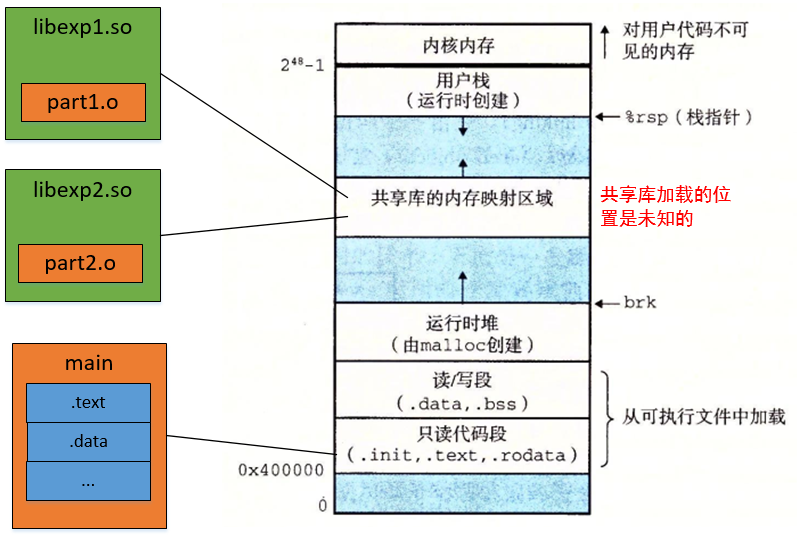 libexp1.so
part1.o
libexp2.so
part2.o
main
.text
.data
...
内核内存
2⁴⁸-1
用户栈
（运行时创建）
共享库的内存映射区域
运行时堆
（由malloc创建）
读/写段
（.data,.bss）
只读代码段
（.init,.text,.rodata）
0x400000
0
对用户代码不可
见的内存
%rsp（栈指针）
共享库加载的位
置是未知的
brk
从可执行文件中加载